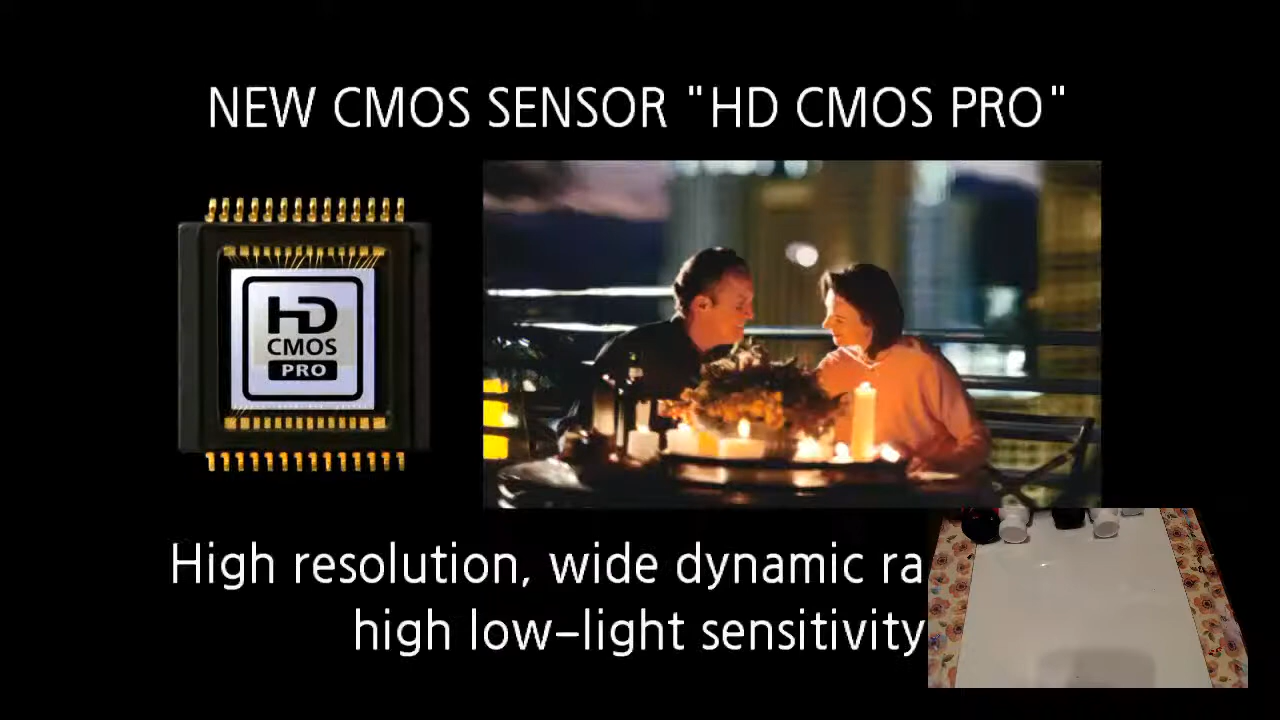 NEW CMOS SENSOR "HD CMOS PRO"
HD
CMOS
PRO
High resolution, wide dynamic ra
high low-light sensitivity